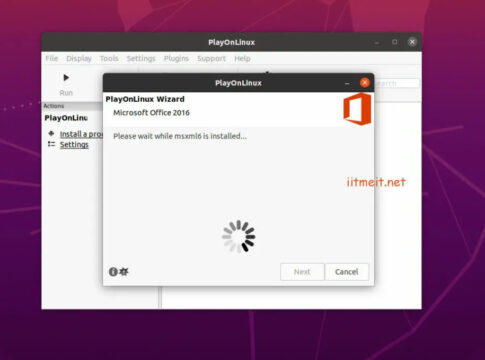 PlayOnLinux
File Display Tools Settings Plugins Support Help
PlayOnLinux
Run
PlayOnLinux Wizard
Microsoft Office 2016
Actions
PlayOnLinu
Please wait while msxml6 is installed...
Install a pro
Settings
iitmeit.net
Next
Cancel